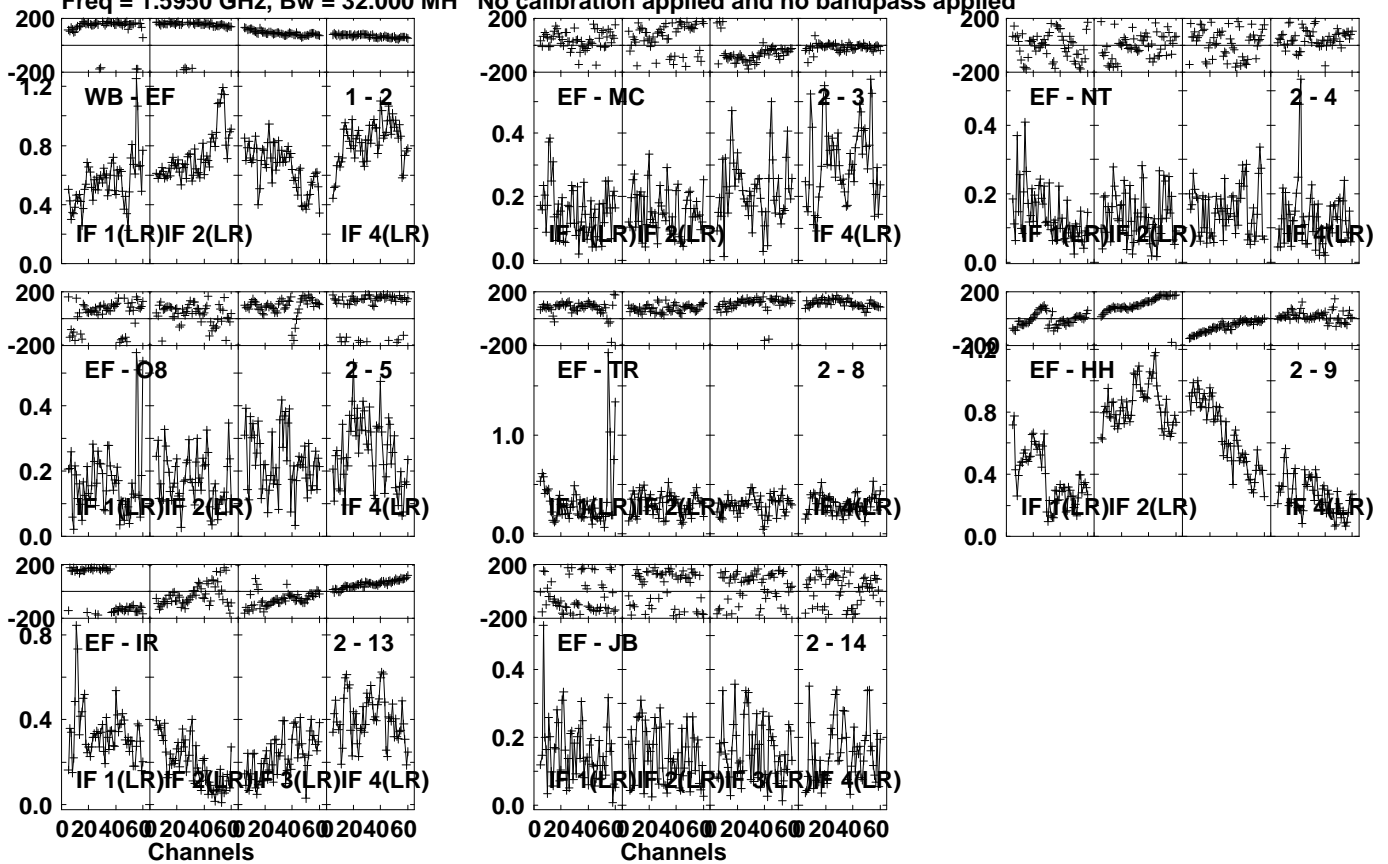 Freq = 1.5950 GHz, Bw = 32.000 MH No calibration applied and no bandpass applied
200 200 200
-200 -200 -200
1.2 WB - EF 1 - 2 EF - MC 2 - 3 EF - NT 2 - 4
0.8 0.4 0.4
0.4 0.2 0.2
IF 1(LR) IF 2(LR) IF 4(LR) IF 1(LR) IF 2(LR) IF 4(LR) IF 1(LR) IF 2(LR) IF 4(LR)
0.0 0.0 0.0
200 200 200
-200 -200 -200
1.2
EF - O8 2 - 5 EF - TR 2 - 8 EF - HH 2 - 9
0.4 1.0 0.8
0.2 0.4
IF 1(LR) IF 2(LR) IF 4(LR) IF 1(LR) IF 2(LR) IF 4(LR) IF 1(LR) IF 2(LR) IF 4(LR)
0.0 0.0 0.0
200 200
-200 -200
0.8 EF - IR 2 - 13 EF - JB 2 - 14
0.4 0.4
0.2
IF 1(LR) IF 2(LR) IF 3(LR) IF 4(LR) IF 1(LR) IF 2(LR) IF 3(LR) IF 4(LR)
0.0 0.0
0 20 40 60 0 20 40 60 0 20 40 60 0 20 40 60 0 20 40 60 0 20 40 60 0 20 40 60 0 20 40 60
Channels Channels